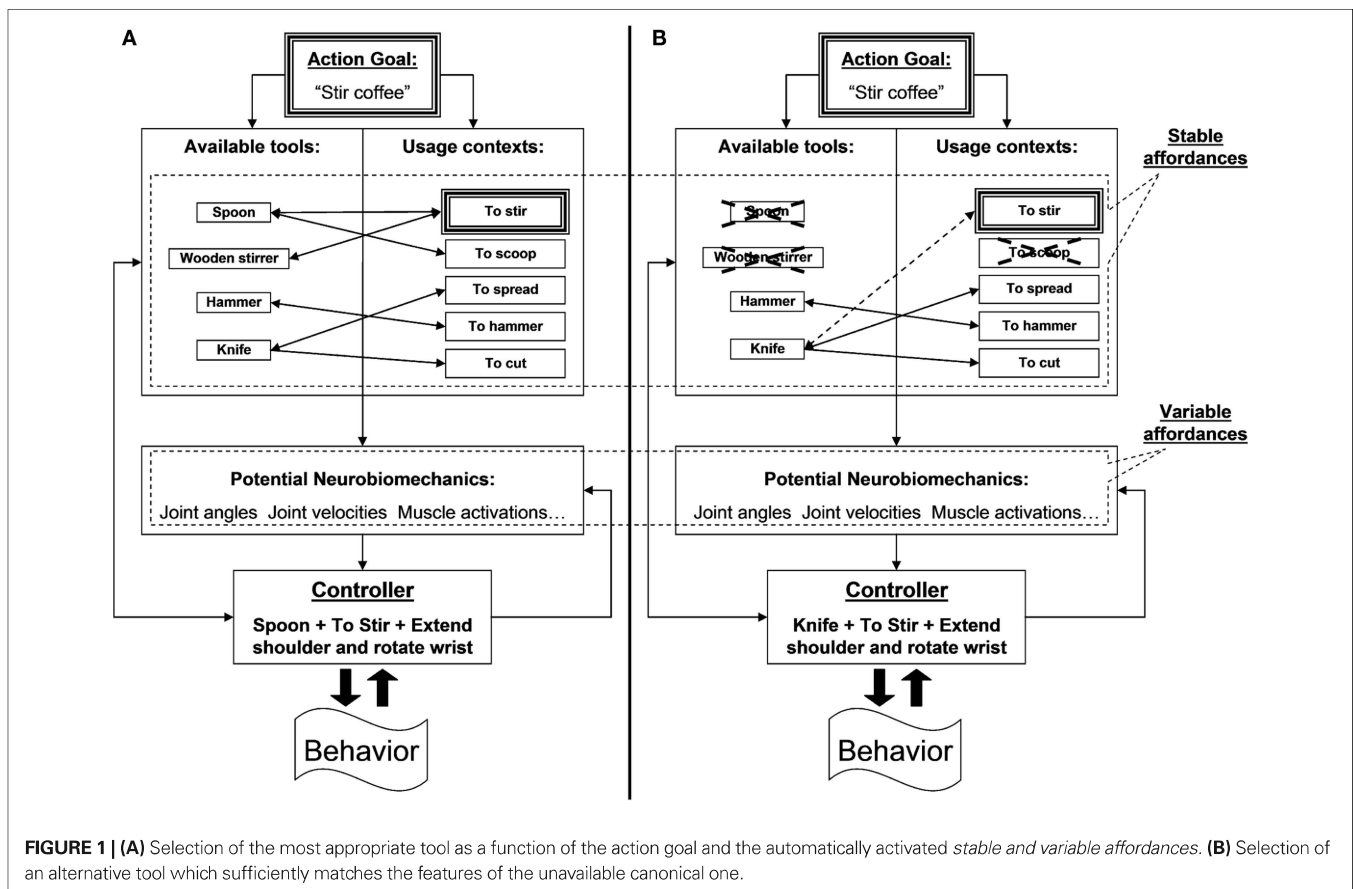 A
Action Goal:
“Stir coffee”
Available tools:
Usage contexts:
Spoon
Wooden stirrer
Hammer
Knife
To stir
To scoop
To spread
To hammer
To cut
Potential Neurobiomechanics:
Joint angles Joint velocities Muscle activations…
Controller
Spoon + To Stir + Extend
shoulder and rotate wrist
Behavior
B
Action Goal:
“Stir coffee”
Available tools:
Usage contexts:
Spoon
Wooden stirrer
Hammer
Knife
To stir
To scoop
To spread
To hammer
To cut
Stable
affordances
Variable
affordances
Potential Neurobiomechanics:
Joint angles Joint velocities Muscle activations…
Controller
Knife + To Stir + Extend
shoulder and rotate wrist
Behavior
FIGURE 1 | (A) Selection of the most appropriate tool as a function of the action goal and the automatically activated stable and variable affordances. (B) Selection of
an alternative tool which sufficiently matches the features of the unavailable canonical one.